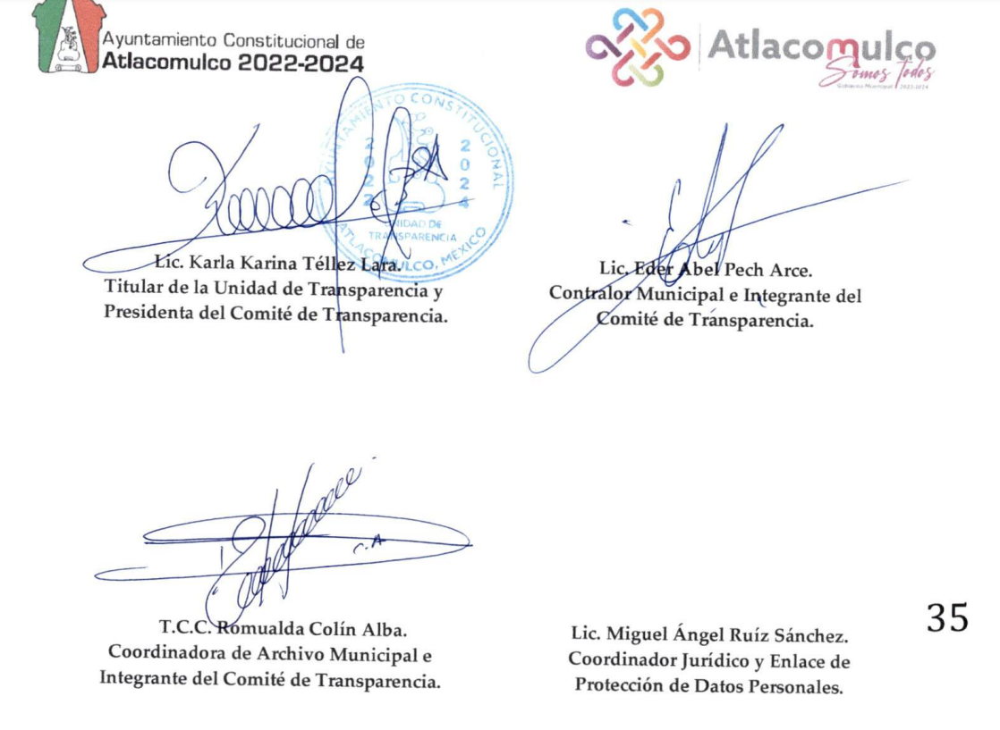 Ayuntamiento Constitucional de
Atlacomulco 2022-2024
Atlacomulco
Somos Todos
Gobierno Municipal 2022-2024
AYUNTAMIENTO CONSTITUCIONAL
2022
2024
UNIDAD DE
TRANSPARENCIA
ATLACOMULCO, MÉXICO
Lic. Karla Karina Téllez Lara.
Titular de la Unidad de Transparencia y
Presidenta del Comité de Transparencia.
Lic. Eder Abel Pech Arce.
Contralor Municipal e Integrante del
Comité de Transparencia.
C.A
T.C.C. Romualda Colín Alba.
Coordinadora de Archivo Municipal e
Integrante del Comité de Transparencia.
Lic. Miguel Ángel Ruíz Sánchez.
Coordinador Jurídico y Enlace de
Protección de Datos Personales.
35